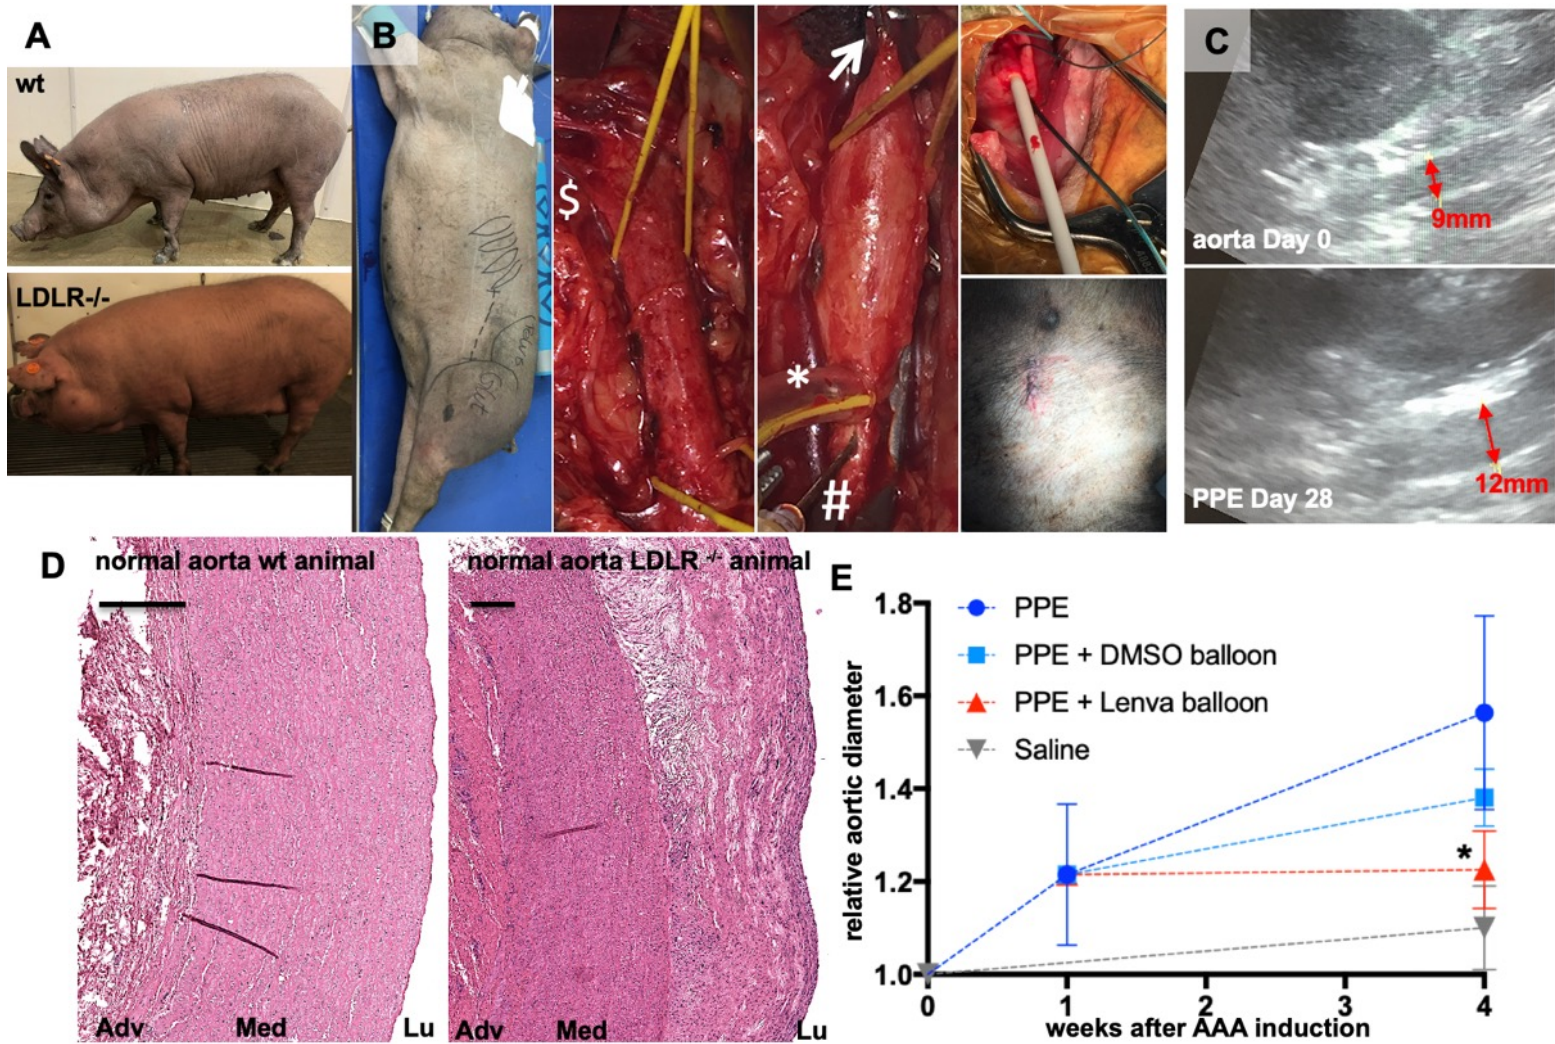 A
wt
LDLR-/-
B
$
*
#
C
9mm
aorta Day 0
12mm
PPE Day 28
D
normal aorta wt animal
Adv Med Lu
normal aorta LDLR -/- animal
Adv Med Lu
E
PPE
PPE + DMSO balloon
PPE + Lenva balloon
Saline
relative aortic diameter
1.8
1.6
1.4
1.2
1.0
*
0 1 2 3 4
weeks after AAA induction